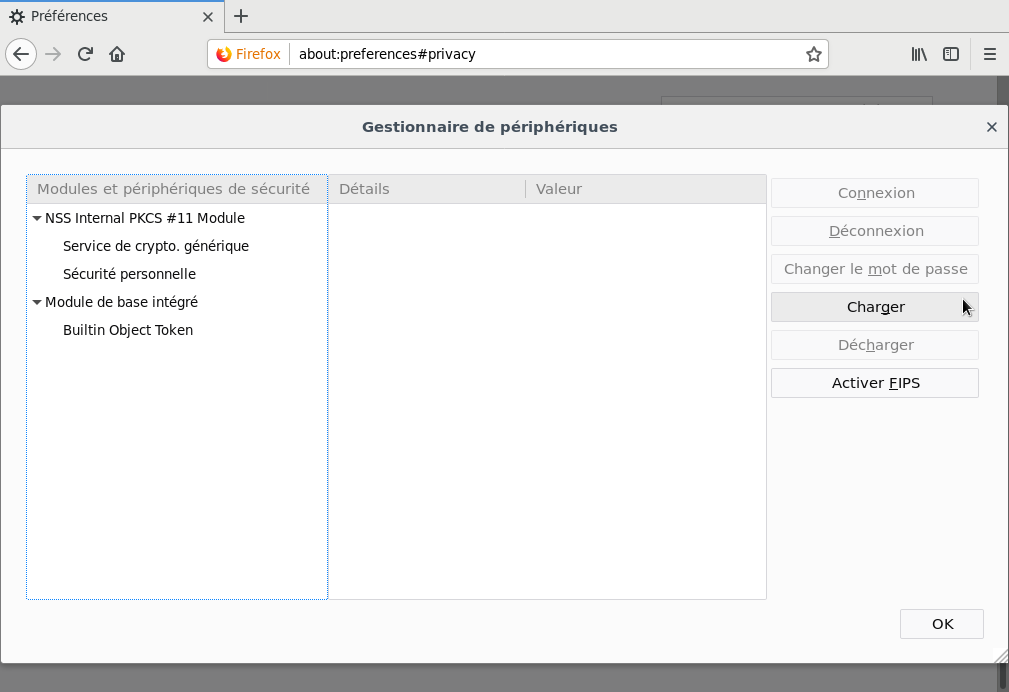 Préférences
Firefox about:preferences#privacy
Gestionnaire de périphériques
Modules et périphériques de sécurité Détails Valeur
NSS Internal PKCS #11 Module
Service de crypto. générique
Sécurité personnelle
Module de base intégré
Builtin Object Token
Connexion
Déconnexion
Changer le mot de passe
Charger
Décharger
Activer FIPS
OK